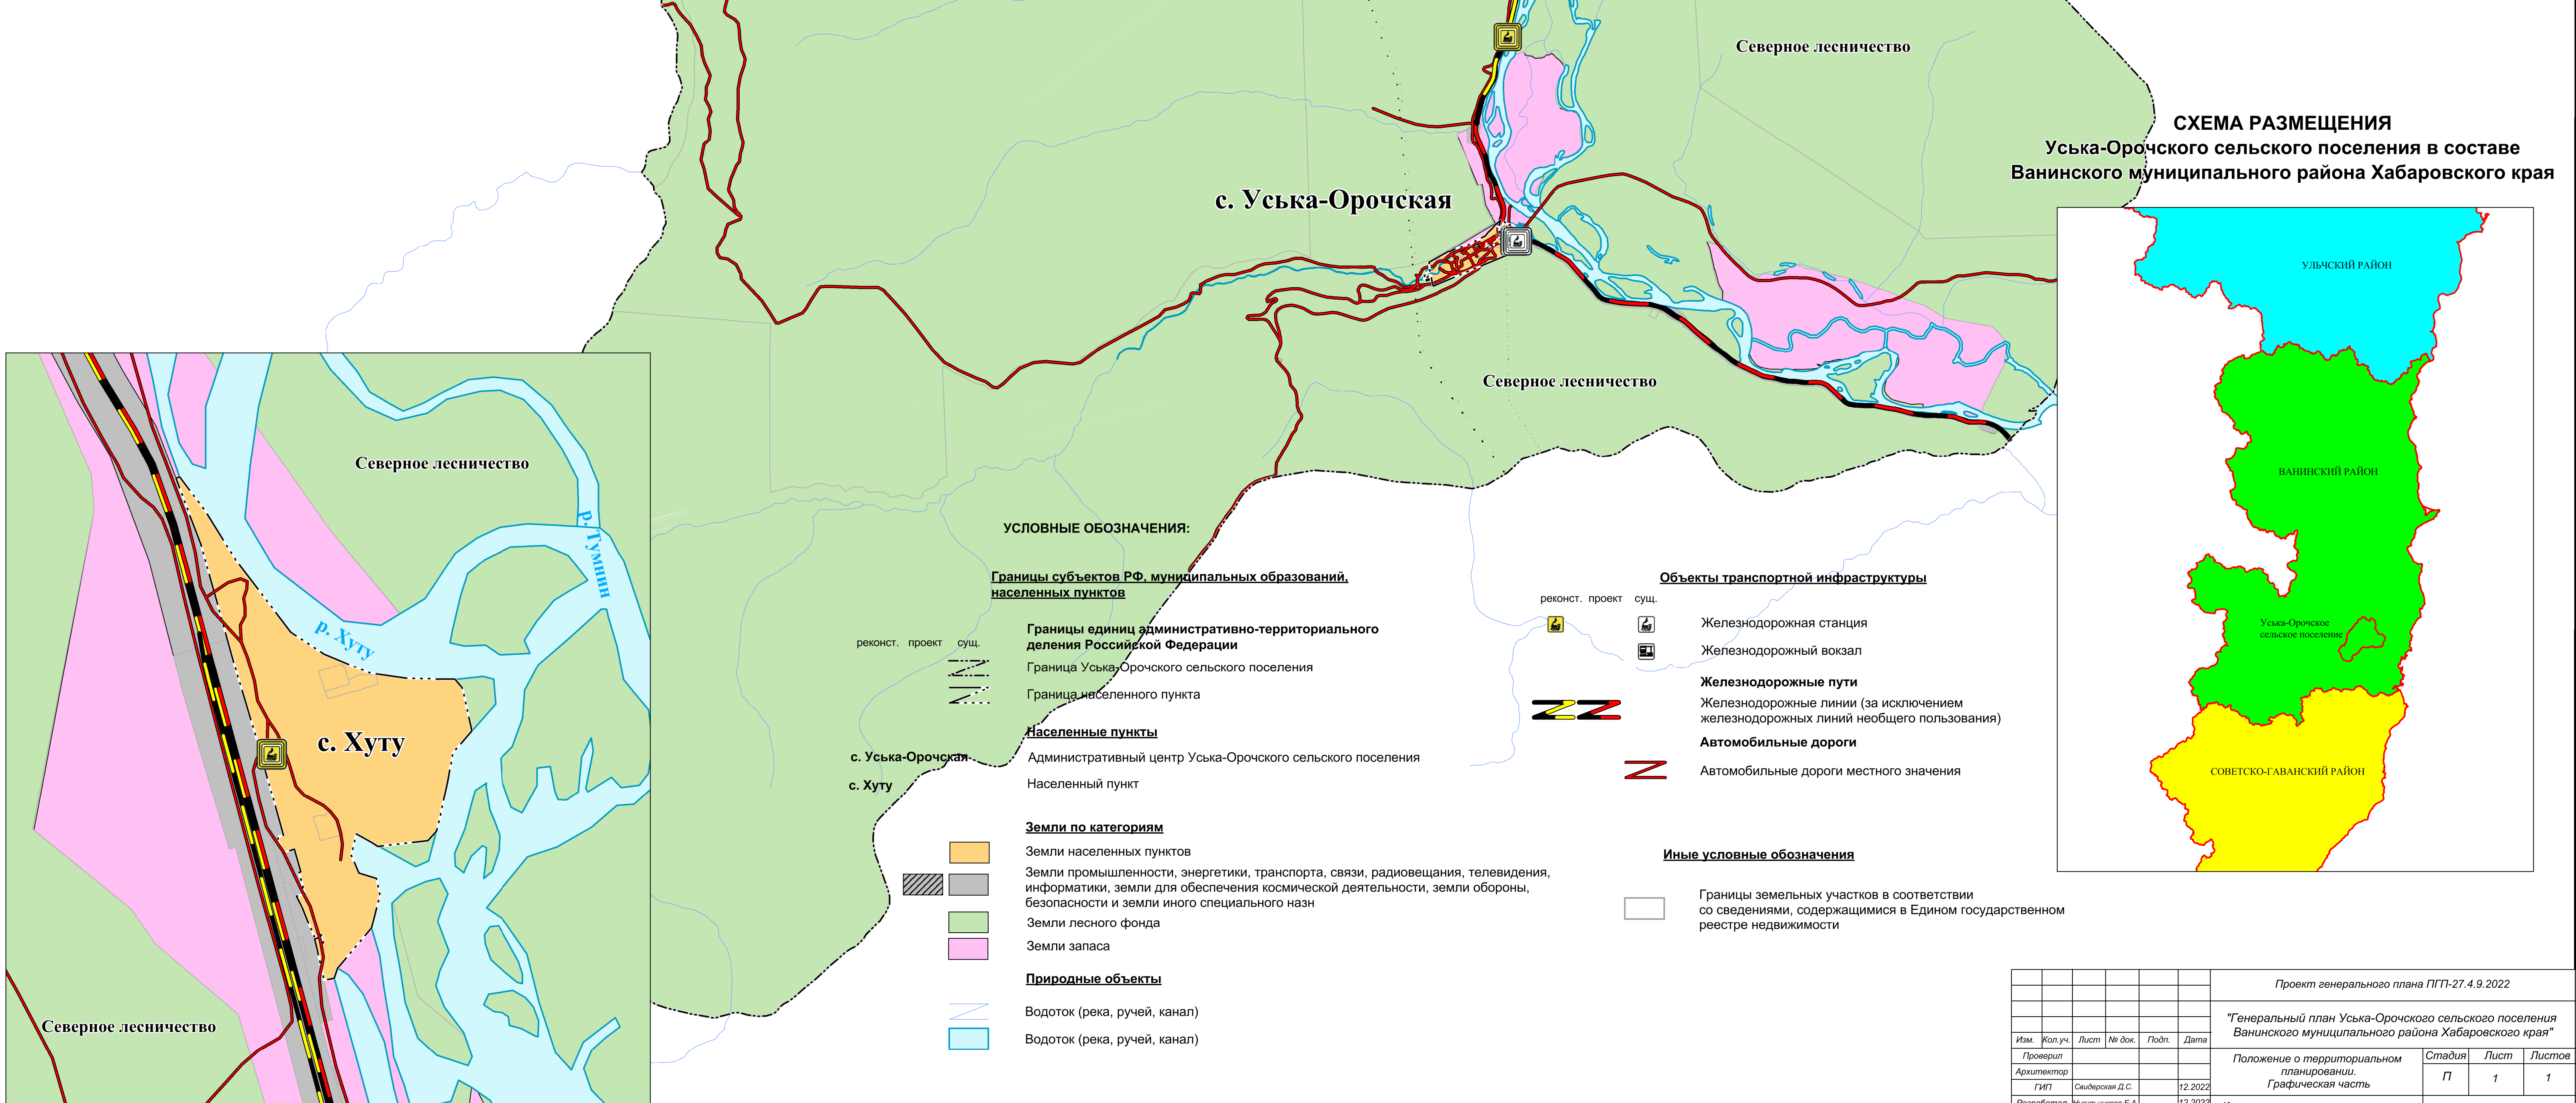 Северное лесничество
СХЕМА РАЗМЕЩЕНИЯ
Уська-Орочского сельского поселения в составе
Ванинского муниципального района Хабаровского края
с. Уська-Орочская
Северное лесничество
УЛЬЧСКИЙ РАЙОН
ВАНИНСКИЙ РАЙОН
Уська-Орочское
сельское поселение
СОВЕТСКО-ГАВАНСКИЙ РАЙОН
Северное лесничество
р. Тумнин
р. Хуту
с. Хуту
Северное лесничество
УСЛОВНЫЕ ОБОЗНАЧЕНИЯ:
Границы субъектов РФ, муниципальных образований,
населенных пунктов
реконст. проект сущ.
Границы единиц административно-территориального
деления Российской Федерации
Граница Уська-Орочского сельского поселения
Граница населенного пункта
Населенные пункты
с. Уська-Орочская Административный центр Уська-Орочского сельского поселения
с. Хуту Населенный пункт
Земли по категориям
Земли населенных пунктов
Земли промышленности, энергетики, транспорта, связи, радиовещания, телевидения,
информатики, земли для обеспечения космической деятельности, земли обороны,
безопасности и земли иного специального назн
Земли лесного фонда
Земли запаса
Природные объекты
Водоток (река, ручей, канал)
Водоток (река, ручей, канал)
Объекты транспортной инфраструктуры
реконст. проект сущ.
Железнодорожная станция
Железнодорожный вокзал
Железнодорожные пути
Железнодорожные линии (за исключением
железнодорожных линий необщего пользования)
Автомобильные дороги
Автомобильные дороги местного значения
Иные условные обозначения
Границы земельных участков в соответствии
со сведениями, содержащимися в Едином государственном
реестре недвижимости
Проект генерального плана ПГП-27.4.9.2022
"Генеральный план Уська-Орочского сельского поселения
Ванинского муниципального района Хабаровского края"
Изм. Кол.уч. Лист № док. Подп. Дата
Проверил
Архитектор
ГИП Свидерская Д.С. 12.2022
Положение о территориальном
планировании.
Графическая часть
Стадия Лист Листов
П 1 1
12.2022